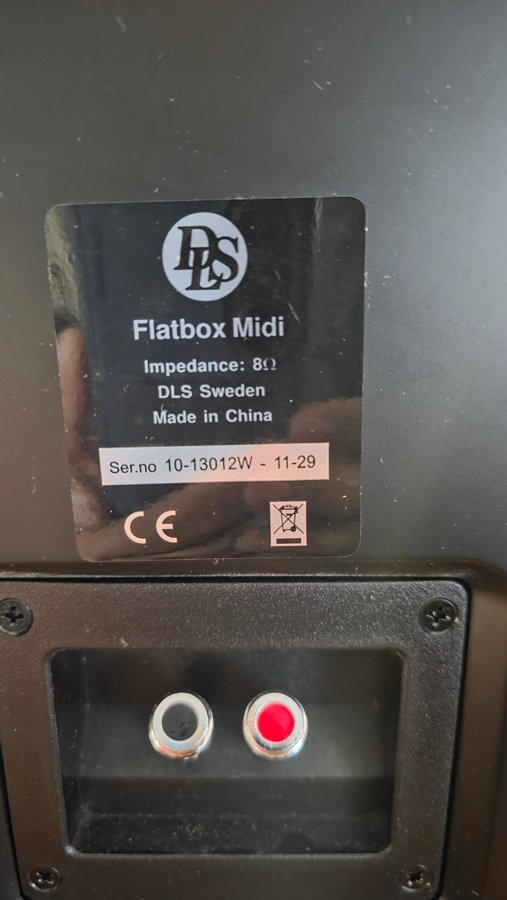 DLS
Flatbox Midi
Impedance: 8Ω
DLS Sweden
Made in China
Ser.no 10-13012W - 11-29
CE